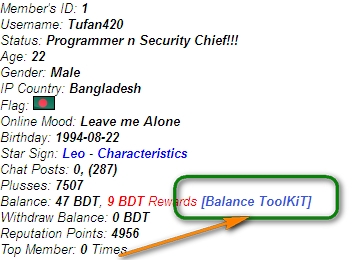 Member's ID: 1
Username: Tufan420
Status: Programmer n Security Chief!!!
Age: 22
Gender: Male
IP Country: Bangladesh
Flag:
Online Mood: Leave me Alone
Birthday: 1994-08-22
Star Sign: Leo - Characteristics
Chat Posts: 0, (287)
Plusses: 7507
Balance: 47 BDT, 9 BDT Rewards [Balance ToolKiT]
Withdraw Balance: 0 BDT
Reputation Points: 4956
Top Member: 0 Times